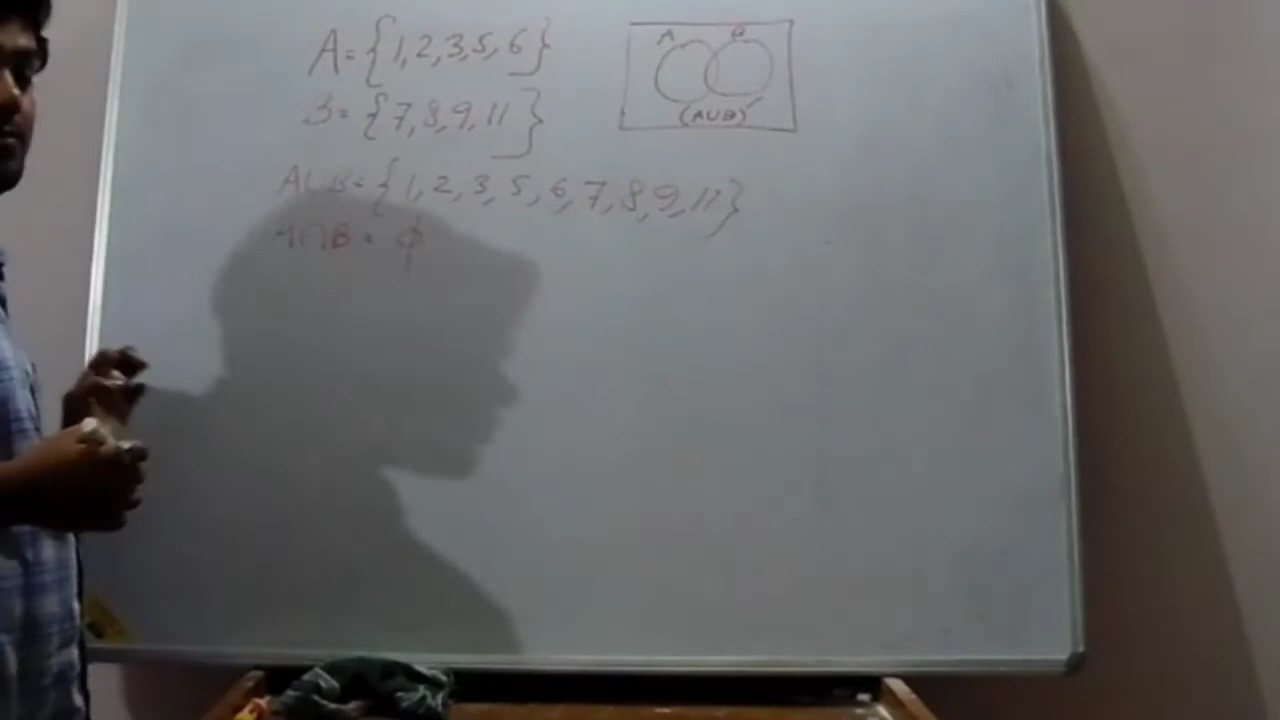 A = {1, 2, 3, 5, 6}
B = {7, 8, 9, 11}
A∪B = {1, 2, 3, 5, 6, 7, 8, 9, 11}
A∩B = ϕ
A B
(A∪B)′